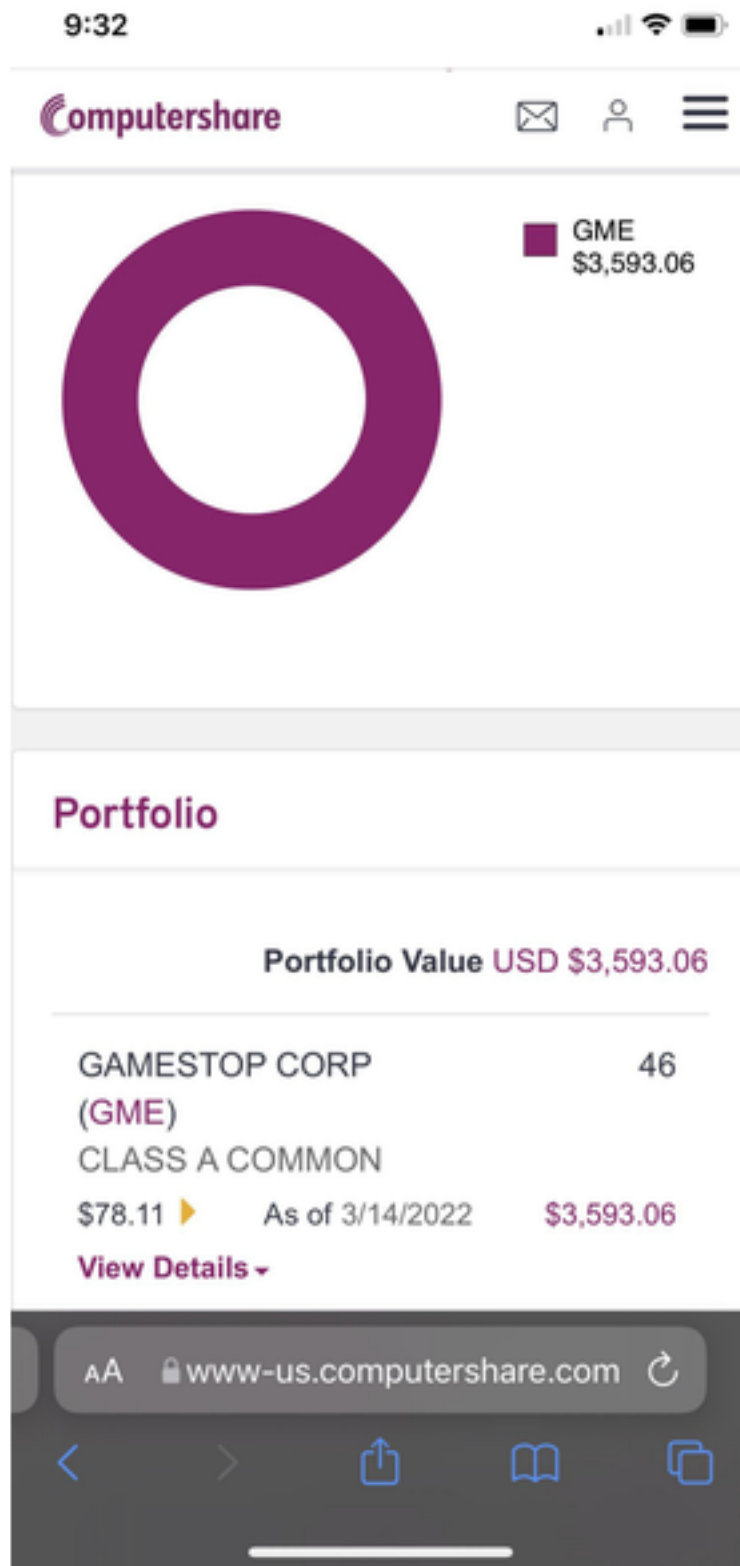 9:32
Computershare
GME
$3,593.06
Portfolio
Portfolio Value USD $3,593.06
GAMESTOP CORP 46
(GME)
CLASS A COMMON
$78.11 As of 3/14/2022 $3,593.06
View Details
AA www-us.computershare.com